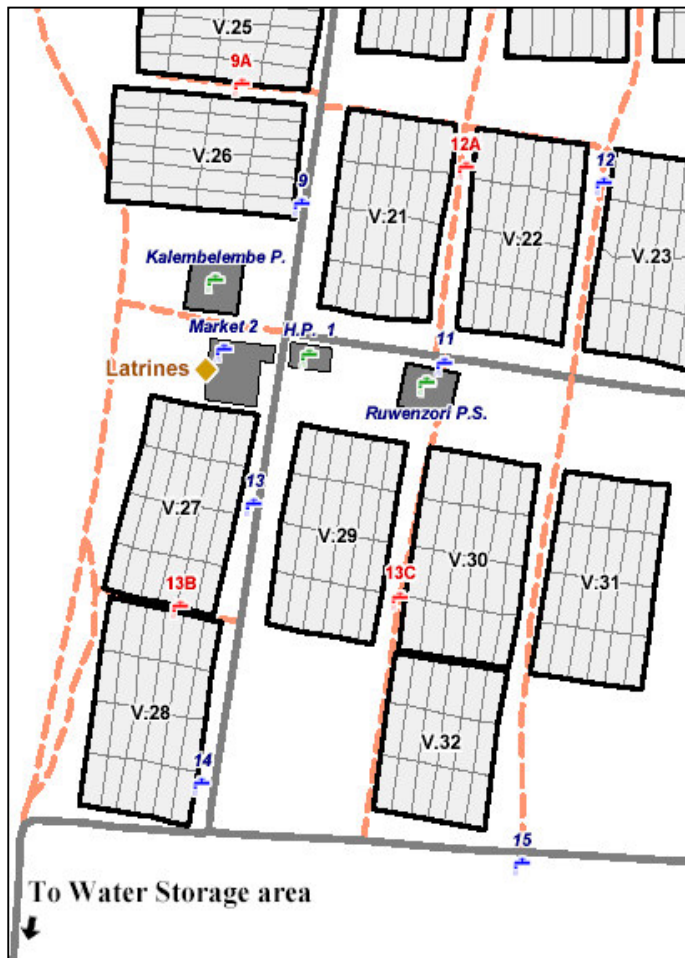 V.25
9A
V.26
12A
12
9
V.21
V.22
V.23
Kalembelembe P.
Market 2
H.P. 1
11
Latrines
Ruwenzori P.S.
13
V.27
V.29
V.30
V.31
13B
13C
V.28
V.32
14
15
To Water Storage area